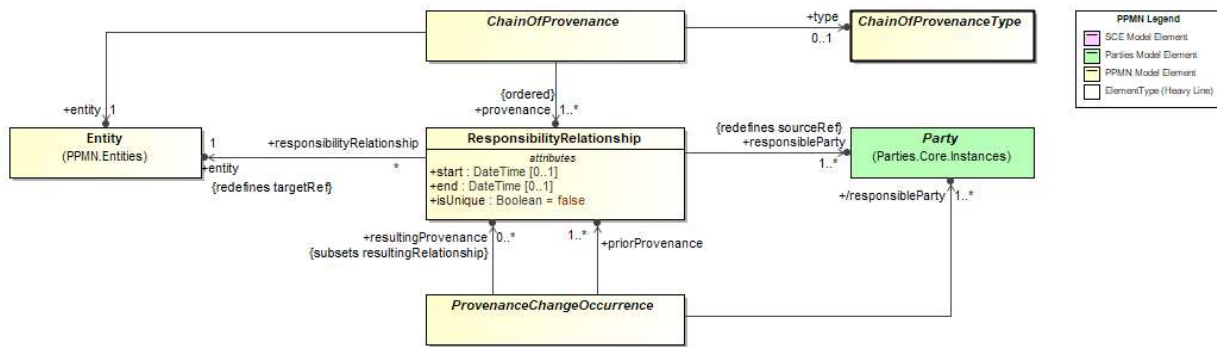 ChainOfProvenance
+type
0..1
ChainOfProvenanceType
PPMN Legend
SCE Model Element
Parties Model Element
PPMN Model Element
ElementType (Heavy Line)
+entity 1
{ordered}
+provenance 1..*
Entity
(PPMN.Entities)
1
+entity
{redefines targetRef}
+responsibilityRelationship
*
ResponsibilityRelationship
attributes
+start : DateTime [0..1]
+end : DateTime [0..1]
+isUnique : Boolean = false
{redefines sourceRef}
+responsibleParty
1..*
Party
(Parties.Core.Instances)
+resultingProvenance 0..*
{subsets resultingRelationship}
1..*
+priorProvenance
+/responsibleParty 1..*
ProvenanceChangeOccurrence